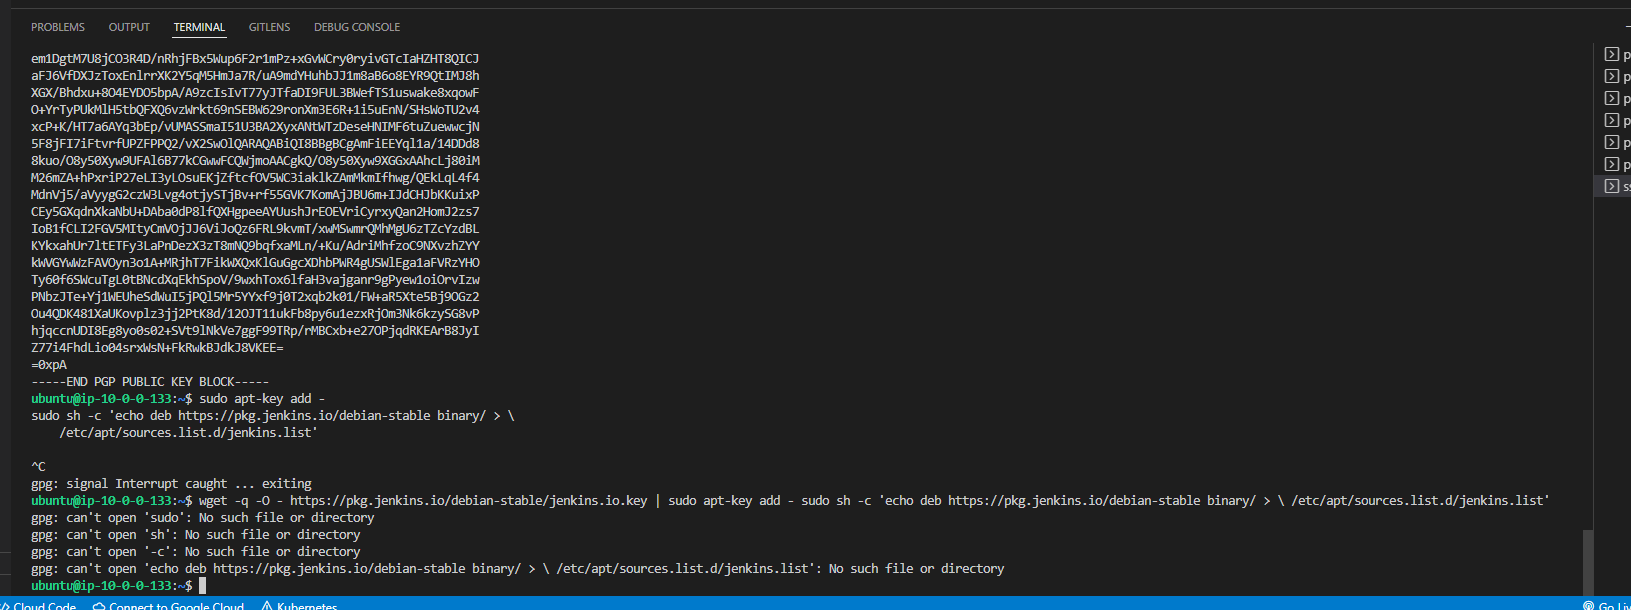 PROBLEMS OUTPUT TERMINAL GITLENS DEBUG CONSOLE
em1DgtM7U8jCO3R4D/nRhjFBx5Wup6F2r1mPz+xGvWCry0ryivGTcIaHZHT8QICJ
aFJ6VfDXJzToxEnlrrXK2Y5qM5HmJa7R/uA9mdYHuhbJJ1m8aB6o8EYR9QtIMJ8h
XGX/Bhdxu+8O4EYDO5bpA/A9zcIsIvT77yJTfaDI9FUL3BWefTS1uswake8xqowF
O+YrTyPUkMlH5tbQFXQ6vzWrkt69nSEBW629ronXm3E6R+1i5uEnN/SHsWoTU2v4
xcP+K/HT7a6AYq3bEp/vUMASSmaI51U3BA2XyxANtWTzDeseHNIMF6tuZuewwcjN
5F8jFI7iFtvrfUPZFPPQ2/vX2SwOlQARAQABiQI8BBgBCgAmFiEEYql1a/14DDd8
8kuo/O8y50Xyw9UFAl6B77kCGwwFCQWjmoAACgkQ/O8y50Xyw9XGGxAAhcLj80iM
M26mZA+hPxriP27eLI3yLOsuEKjZftcfOV5WC3iaklkZAmMkmIfhwg/QEkLqL4f4
MdnVj5/aVyygG2czW3Lvg4otjySTjBv+rf55GVK7KomAjJBU6m+IJdCHJbKKuixP
CEy5GXqdnXkaNbU+DAba0dP8lfQXHgpeeAYUushJrEOEVriCyrxyQan2HomJ2zs7
IoB1fCLI2FGV5MItyCmVOjJJ6ViJoQz6FRL9kvmT/xwMSwmrQMhMgU6zTZcYzdBL
KYkxahUr7ltETFy3LaPnDezX3zT8mNQ9bqfxaMLn/+Ku/AdriMhfzoC9NXvzhZYY
kWVGYwWzFAVOyn3o1A+MRjhT7FikWXQxKlGuGgcXDhbPWR4gUSWlEga1aFVRzYHO
Ty60f6SWcuTgL0tBNcdXqEkhSpoV/9wxhTox6lfaH3vajganr9gPyew1oiOrvIzw
PNbzJTe+Yj1WEUheSdWuI5jPQl5Mr5YYxf9j0T2xqb2k01/FW+aR5Xte5Bj9OGz2
Ou4QDK481XaUKovplz3jj2PtK8d/12OJT11ukFb8py6u1ezxRjOm3Nk6kzySG8vP
hjqccnUDI8Eg8yo0s02+SVt9lNkVe7ggF99TRp/rMBCxb+e27OPjqdRKEArB8JyI
Z77i4FhdLio04srxWsN+FkRwkBJdkJ8VKEE=
=0xpA
-----END PGP PUBLIC KEY BLOCK-----
ubuntu@ip-10-0-0-133:~$ sudo apt-key add -
sudo sh -c 'echo deb https://pkg.jenkins.io/debian-stable binary/ > \
    /etc/apt/sources.list.d/jenkins.list'
^C
gpg: signal Interrupt caught ... exiting
ubuntu@ip-10-0-0-133:~$ wget -q -O - https://pkg.jenkins.io/debian-stable/jenkins.io.key | sudo apt-key add - sudo sh -c 'echo deb https://pkg.jenkins.io/debian-stable binary/ > \ /etc/apt/sources.list.d/jenkins.list'
gpg: can't open 'sudo': No such file or directory
gpg: can't open 'sh': No such file or directory
gpg: can't open '-c': No such file or directory
gpg: can't open 'echo deb https://pkg.jenkins.io/debian-stable binary/ > \ /etc/apt/sources.list.d/jenkins.list': No such file or directory
ubuntu@ip-10-0-0-133:~$
Cloud Code Connect to Google Cloud Kubernetes Go Liv